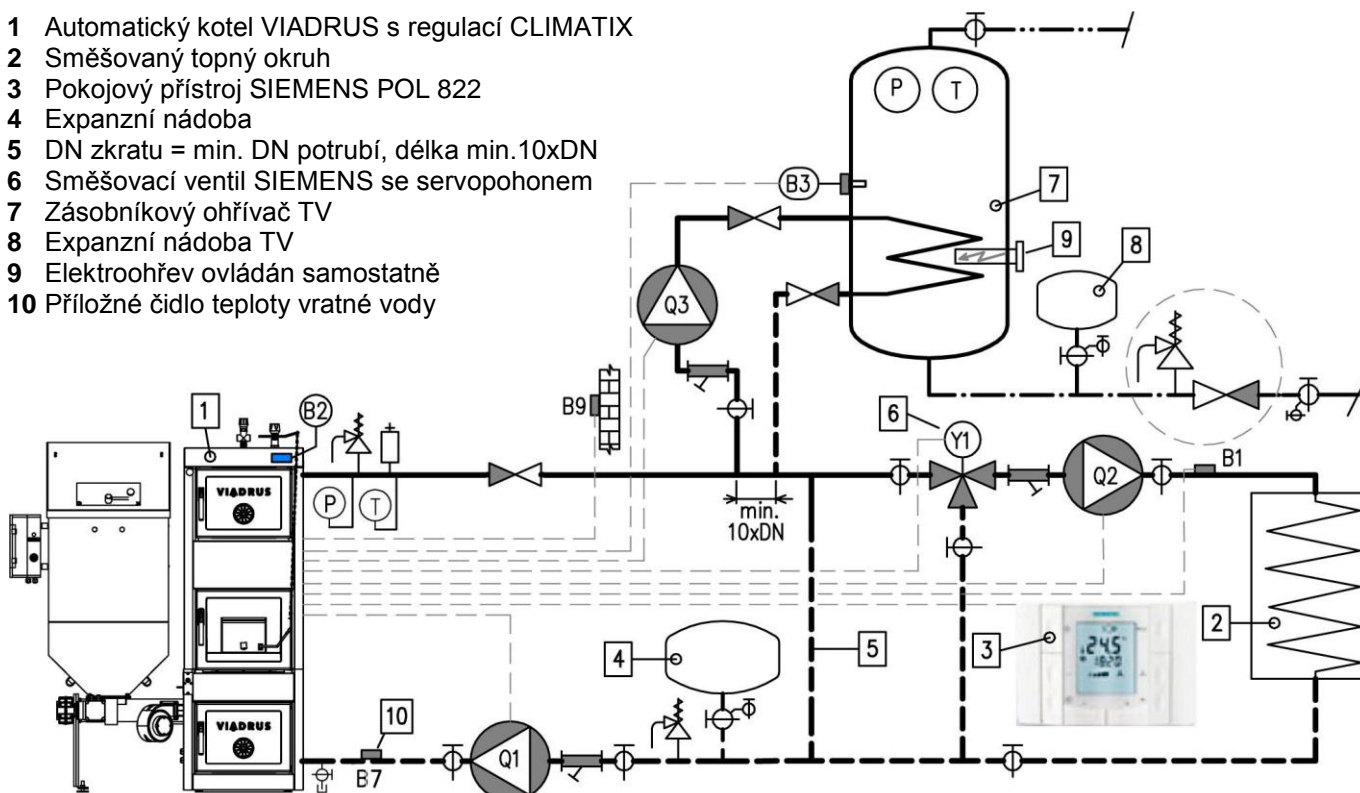 1 Automatický kotel VIADRUS s regulací CLIMATIX
2 Směšovaný topný okruh
3 Pokojový přístroj SIEMENS POL 822
4 Expanzní nádoba
5 DN zkratu = min. DN potrubí, délka min.10xDN
6 Směšovací ventil SIEMENS se servopohonem
7 Zásobníkový ohřívač TV
8 Expanzní nádoba TV
9 Elektroohřev ovládán samostatně
10 Příložné čidlo teploty vratné vody
P T
B3
7
9
8
Q3
B9
6
1
B2
Y1
Q2
B1
P T
VIADRUS
min.
10xDN
4
5
3
24.5
2
VIADRUS
10
B7
Q1